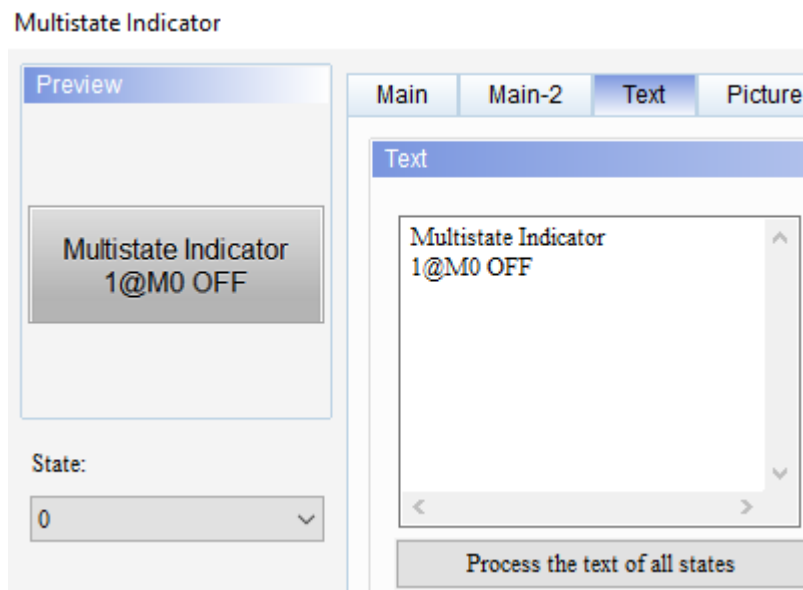 Multistate Indicator
Preview
Main
Main-2
Text
Picture
Text
Multistate Indicator
1@M0 OFF
Multistate Indicator
1@M0 OFF
State:
0
Process the text of all states